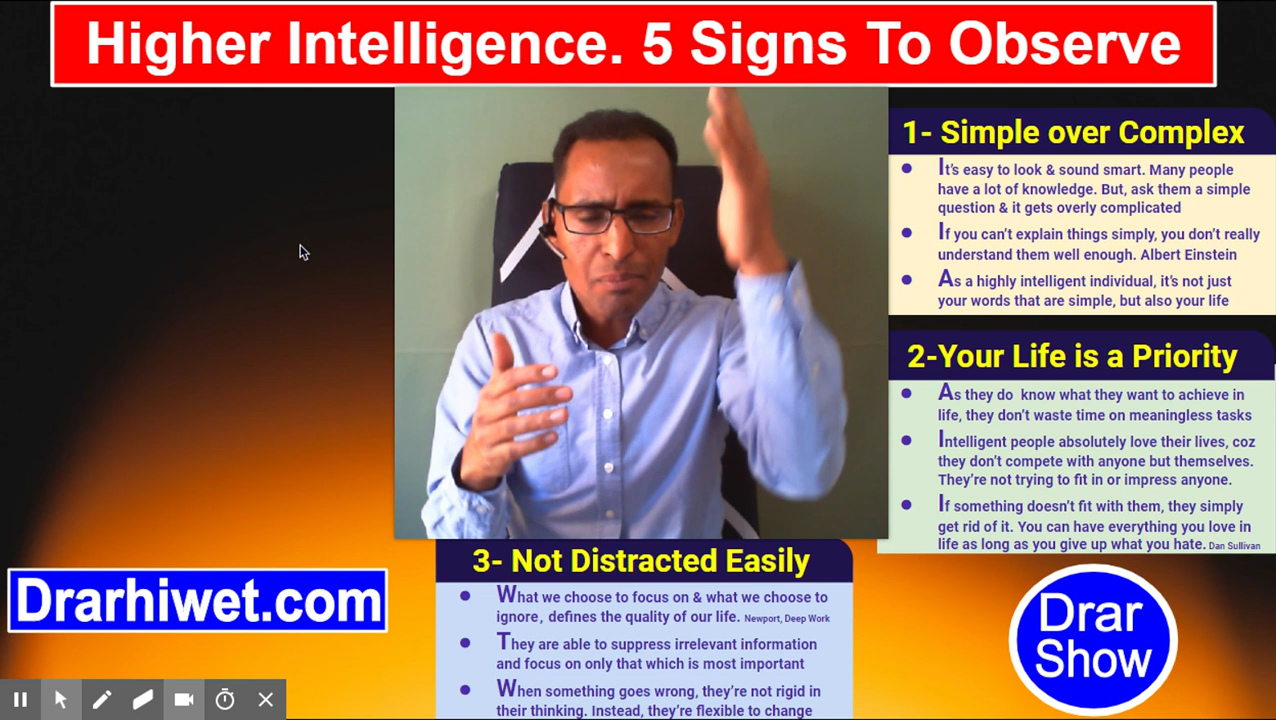 Higher Intelligence. 5 Signs To Observe
1- Simple over Complex
It's easy to look & sound smart. Many people
have a lot of knowledge. But, ask them a simple
question & it gets overly complicated
If you can't explain things simply, you don't really
understand them well enough. Albert Einstein
As a highly intelligent individual, it's not just
your words that are simple, but also your life
2-Your Life is a Priority
As they do know what they want to achieve in
life, they don't waste time on meaningless tasks
Intelligent people absolutely love their lives, coz
they don't compete with anyone but themselves.
They're not trying to fit in or impress anyone.
If something doesn't fit with them, they simply
get rid of it. You can have everything you love in
life as long as you give up what you hate. Dan Sullivan
3- Not Distracted Easily
What we choose to focus on & what we choose to
ignore, defines the quality of our life. Newport, Deep Work
They are able to suppress irrelevant information
and focus on only that which is most important
When something goes wrong, they're not rigid in
their thinking. Instead, they're flexible to change
Drarhiwet.com
Drar
Show